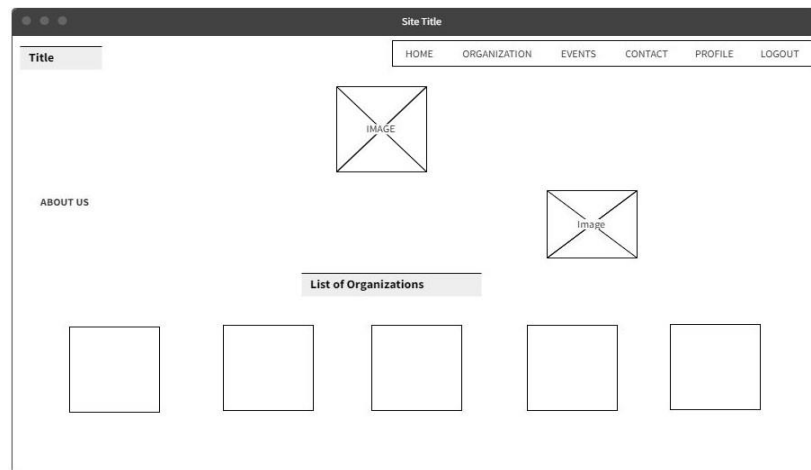 Site Title
Title
HOME ORGANIZATION EVENTS CONTACT PROFILE LOGOUT
IMAGE
ABOUT US
Image
List of Organizations